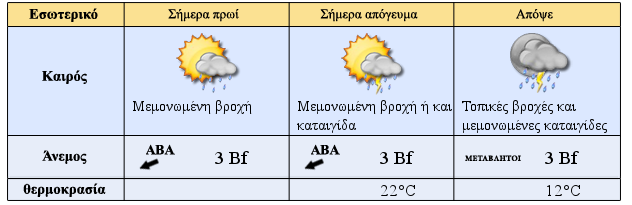 Εσωτερικό Σήμερα πρωί Σήμερα απόγευμα Απόψε
Καιρός
Μεμονωμένη βροχή Μεμονωμένη βροχή ή και καταιγίδα Τοπικές βροχές και μεμονωμένες καταιγίδες
Άνεμος ΑΒΑ 3 Bf ΑΒΑ 3 Bf ΜΕΤΑΒΛΗΤΟΙ 3 Bf
θερμοκρασία 22°C 12°C